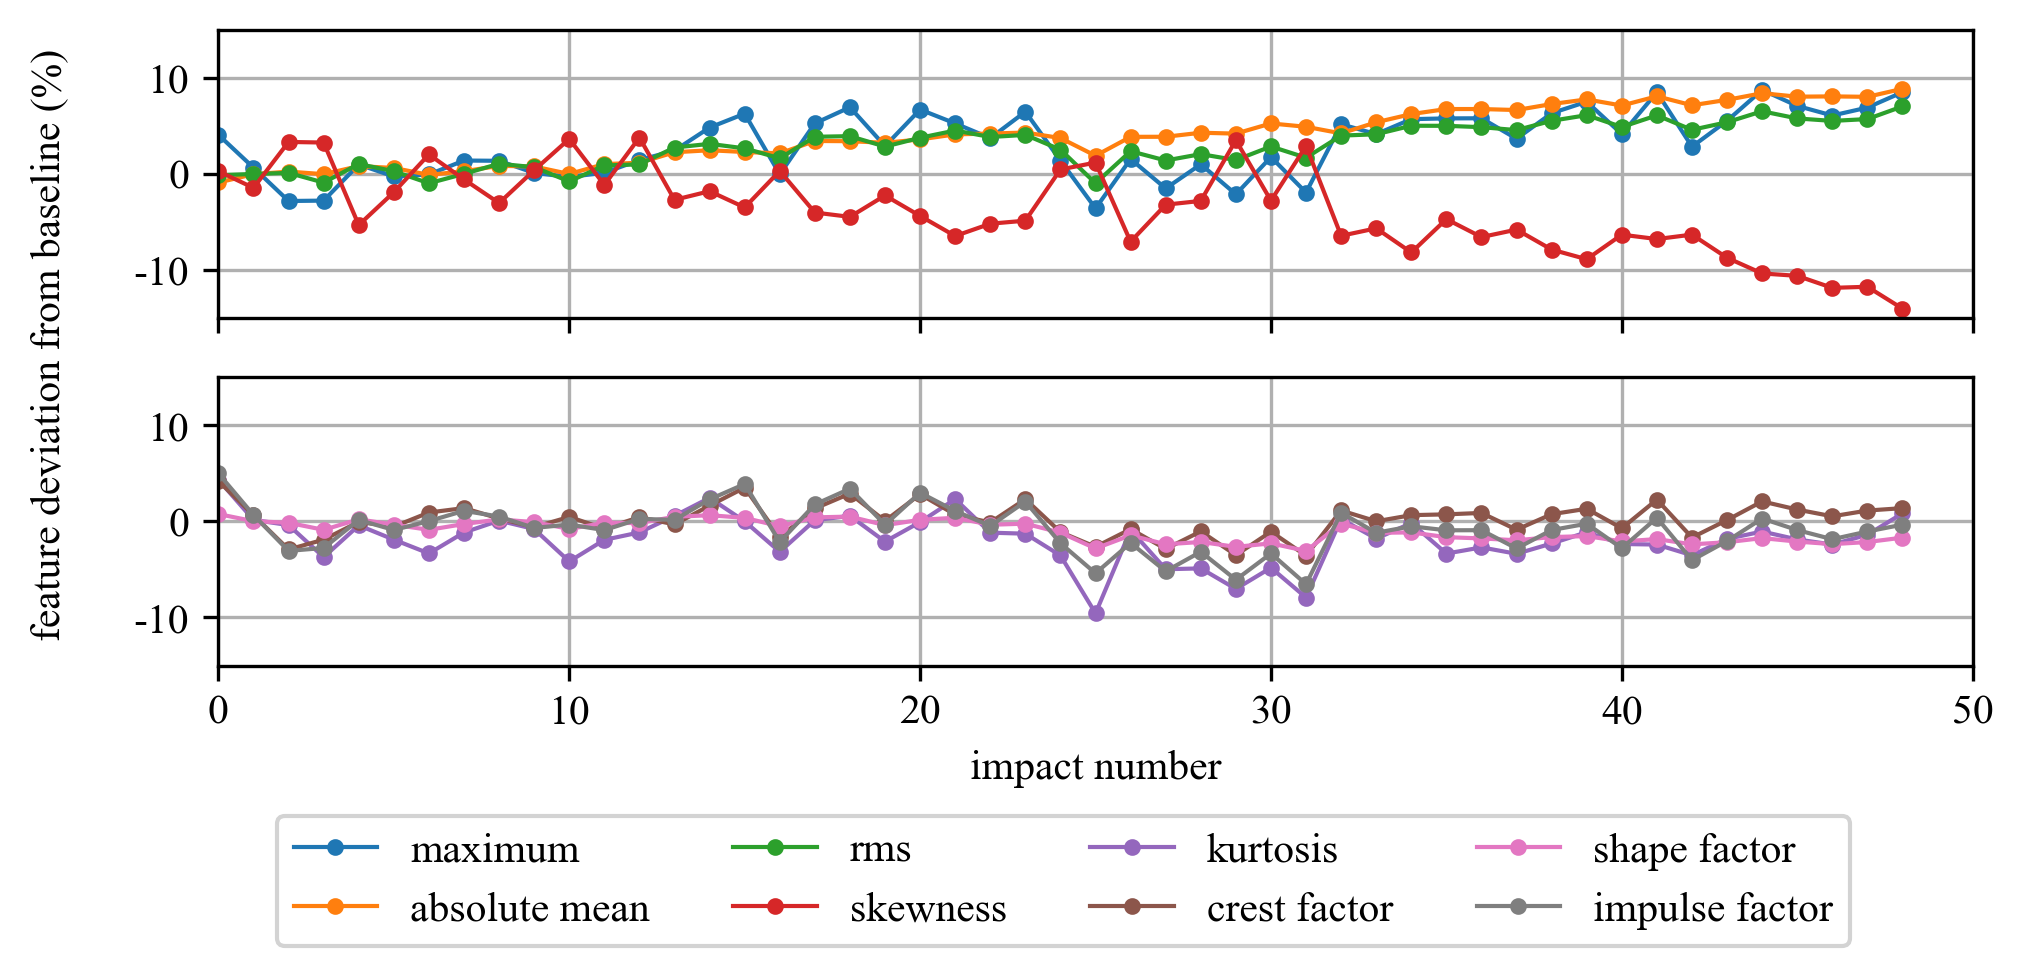 feature deviation from baseline (%)
10
0
-10
10
0
-10
0 10 20 30 40 50
impact number
maximum rms kurtosis shape factor
absolute mean skewness crest factor impulse factor